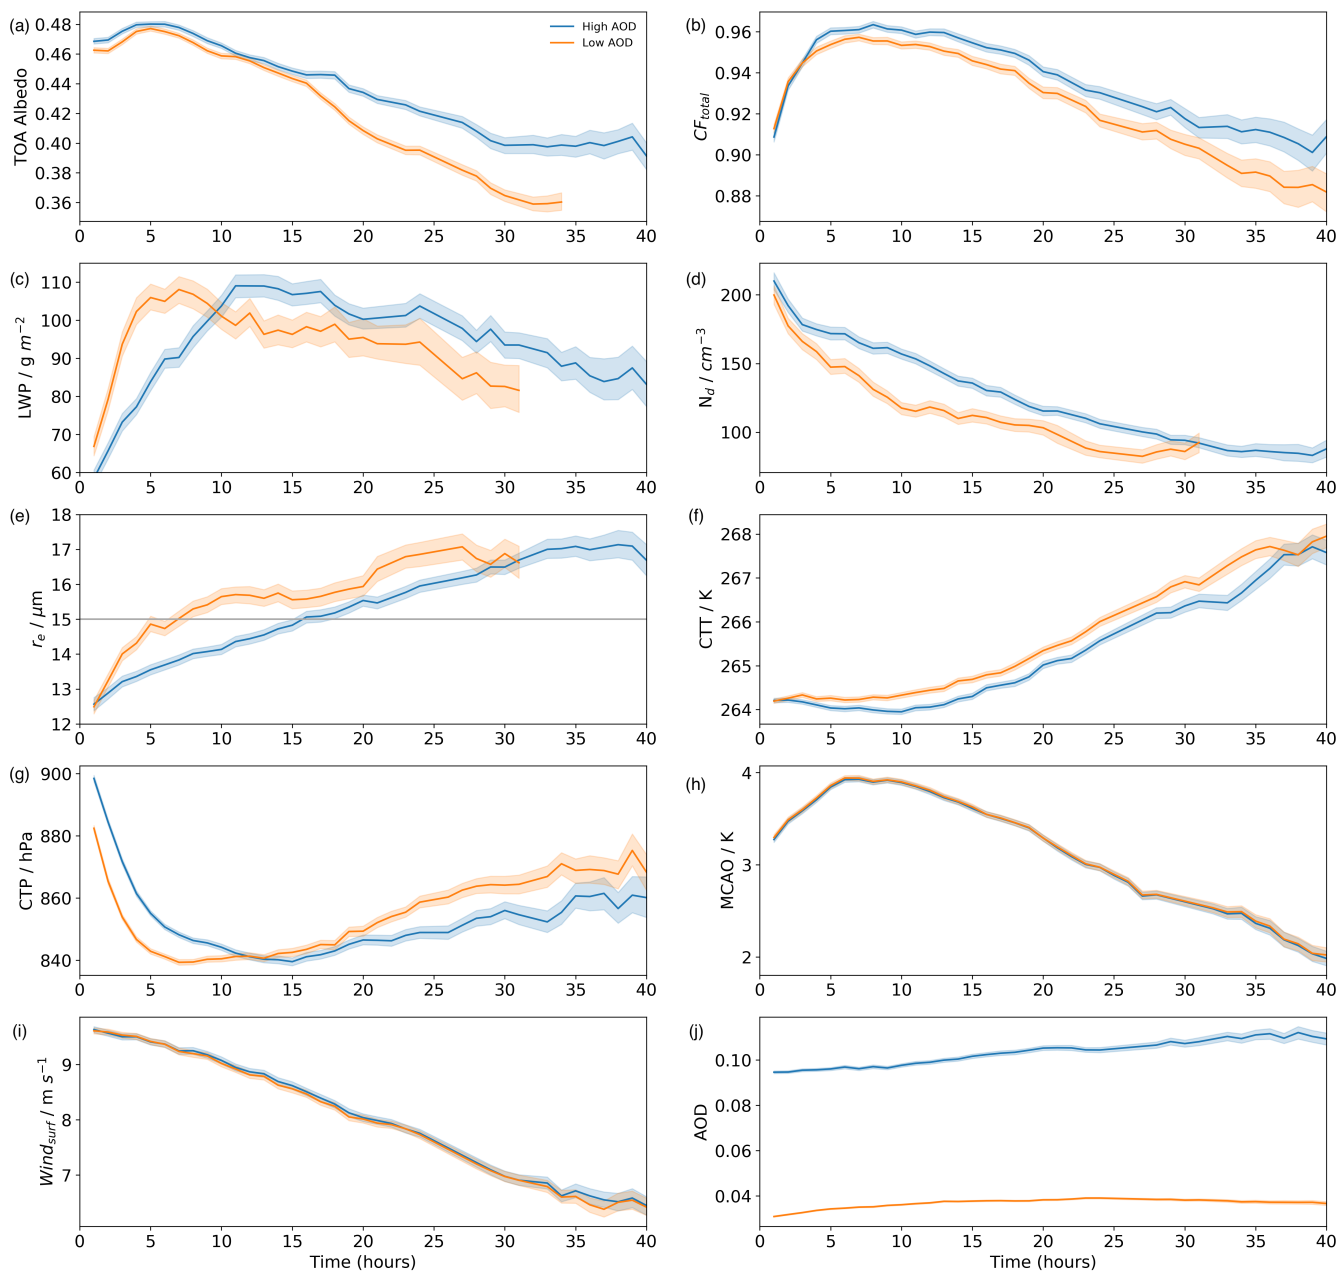 (a)
TOA Albedo
0.48
0.46
0.44
0.42
0.40
0.38
0.36
High AOD
Low AOD
0 5 10 15 20 25 30 35 40
(b)
CF_total
0.96
0.94
0.92
0.90
0.88
0 5 10 15 20 25 30 35 40
(c)
LWP / g m⁻²
110
100
90
80
70
60
0 5 10 15 20 25 30 35 40
(d)
N_d / cm⁻³
200
150
100
0 5 10 15 20 25 30 35 40
(e)
r_e / μm
18
17
16
15
14
13
12
0 5 10 15 20 25 30 35 40
(f)
CTT / K
268
267
266
265
264
0 5 10 15 20 25 30 35 40
(g)
CTP / hPa
900
880
860
840
0 5 10 15 20 25 30 35 40
(h)
MCAO / K
4
3
2
0 5 10 15 20 25 30 35 40
(i)
Wind_surf / m s⁻¹
9
8
7
0 5 10 15 20 25 30 35 40
Time (hours)
(j)
AOD
0.10
0.08
0.06
0.04
0 5 10 15 20 25 30 35 40
Time (hours)